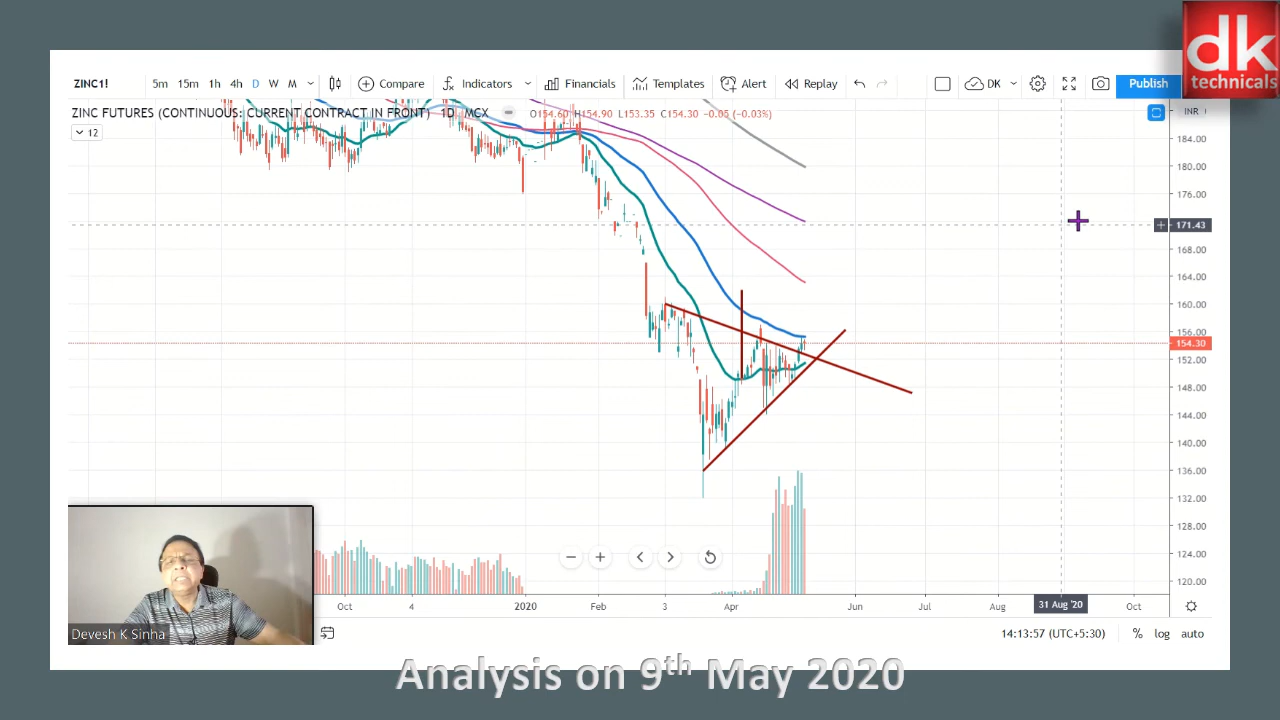 dk
technicals
ZINC1! 5m 15m 1h 4h D W M Compare Indicators Financials Templates Alert Replay DK Publish
ZINC FUTURES (CONTINUOUS: CURRENT CONTRACT IN FRONT) 1D MCX O154.60 H154.90 L153.35 C154.30 −0.05 (−0.03%) INR
12
184.00
180.00
176.00
171.43
168.00
164.00
160.00
156.00
154.30
152.00
148.00
144.00
140.00
136.00
132.00
128.00
124.00
120.00
Oct 4 2020 Feb 3 Apr Jun Jul Aug 31 Aug '20 Oct
Devesh K Sinha
14:13:57 (UTC+5:30) % log auto
Analysis on 9th May 2020